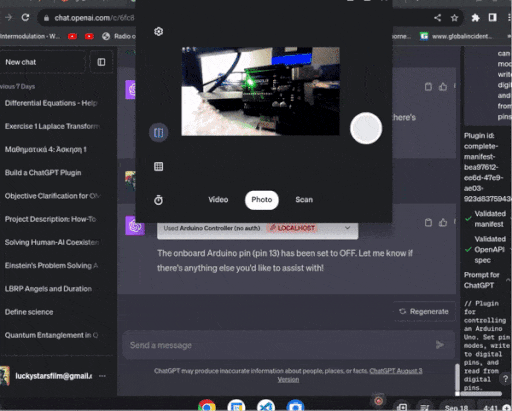 chat.openai.com/c/6fc8
Intermodulation - W...
Radio o
www.globalincident
New chat
evious 7 Days
Differential Equations - Help
Exercise 1 Laplace Transform
Μαθηματικά 4: Άσκηση 1
Build a ChatGPT Plugin
Objective Clarification for ON
Project Description: How-To
Solving Human-AI Coexisten
Einstein's Problem Solving A
LBRP Angels and Duration
Define science
Quantum Entanglement in Q
luckystarsfilm@gmail.c
there's
Video
Photo
Scan
Used Arduino Controller (no auth)
LOCALHOST
The onboard Arduino pin (pin 13) has been set to OFF. Let me know if
there's anything else you'd like to assist with!
Regenerate
Send a message
ChatGPT may produce inaccurate information about people, places, or facts. ChatGPT August 3
Version
can
mod
writ
digi
and
from
pins
Plugin id:
complete-
manifest-
bea97612-
ee6d-47e9-
ae03-
923d8375943
Validated
manifest
Validated
OpenAPI
spec
Prompt for
ChatGPT
// Plugin for
controlling
an Arduino
Uno. Set pin
modes, write
to digital
pins, and
read from
digital
pins.
Sep 18
4:41